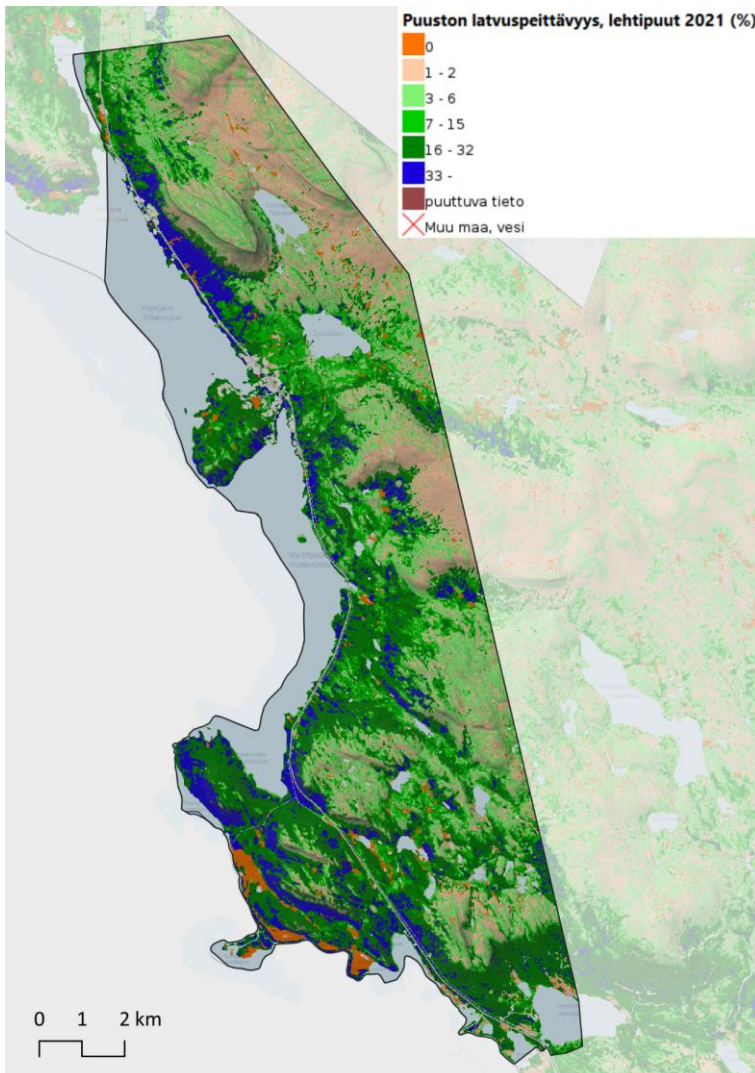 Puuston latvuspeittävyys, lehtipuut 2021 (%)
0
1 - 2
3 - 6
7 - 15
16 - 32
33 -
puuttuva tieto
Muu maa, vesi
0 1 2 km